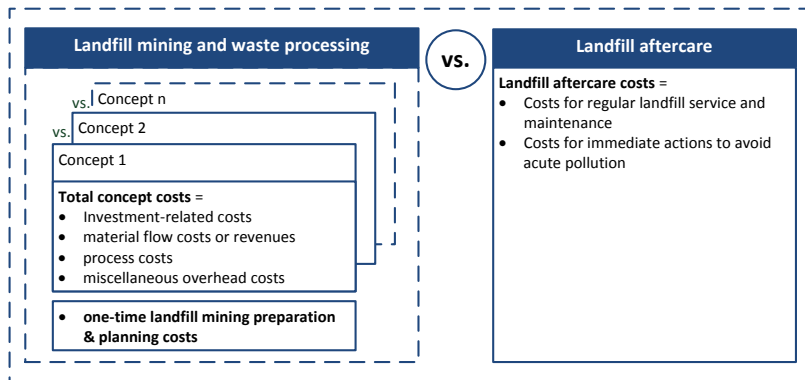 Landfill mining and waste processing
vs.
Landfill aftercare
vs. Concept n
vs. Concept 2
Concept 1
Total concept costs =
• Investment-related costs
• material flow costs or revenues
• process costs
• miscellaneous overhead costs
• one-time landfill mining preparation
& planning costs
Landfill aftercare costs =
• Costs for regular landfill service and
maintenance
• Costs for immediate actions to avoid
acute pollution